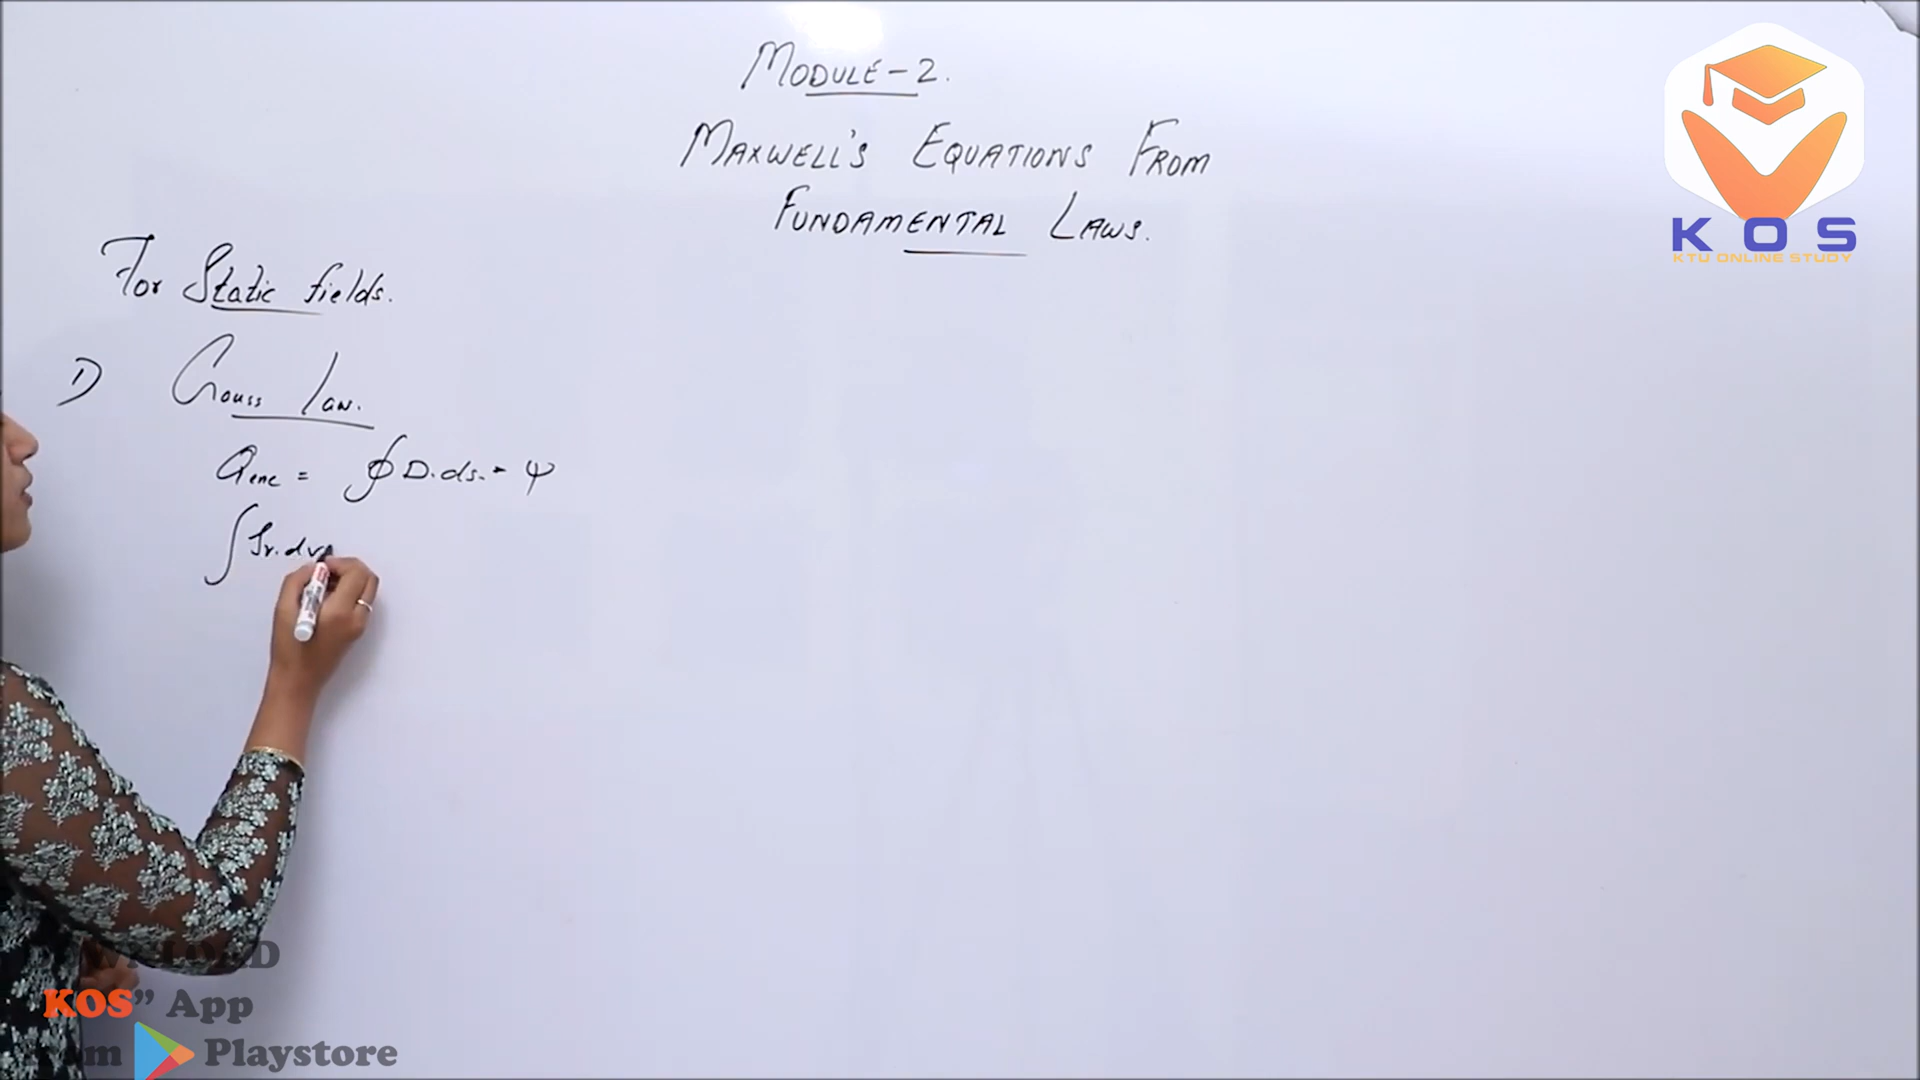 MODULE-2.
MAXWELL'S EQUATIONS FROM
FUNDAMENTAL LAWS.
KOS
KTU ONLINE STUDY
For Static fields.
1) Gauss law.
Qenc = ∮ D.ds. = ψ
∫ ρv.dv
KOS” App
Playstore